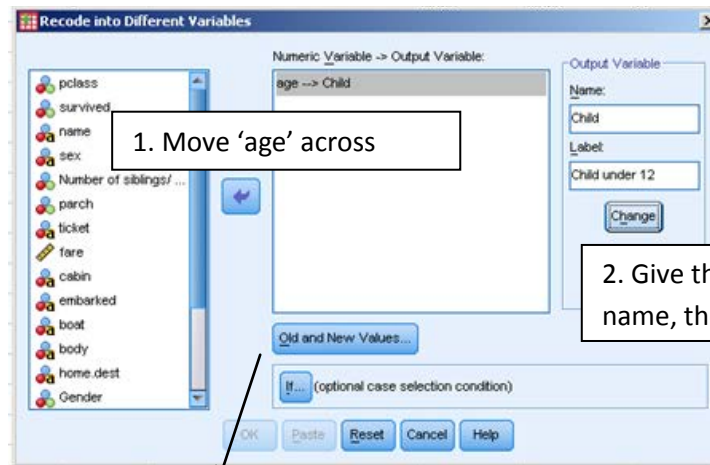 Recode into Different Variables
Numeric Variable -> Output Variable:
age --> Child
pclass
survived
name
sex
Number of siblings/ ...
parch
ticket
fare
cabin
embarked
boat
body
home.dest
Gender
1. Move ‘age’ across
Output Variable
Name:
Child
Label:
Child under 12
Change
2. Give th
name, th
Old and New Values...
If... (optional case selection condition)
OK
Paste
Reset
Cancel
Help